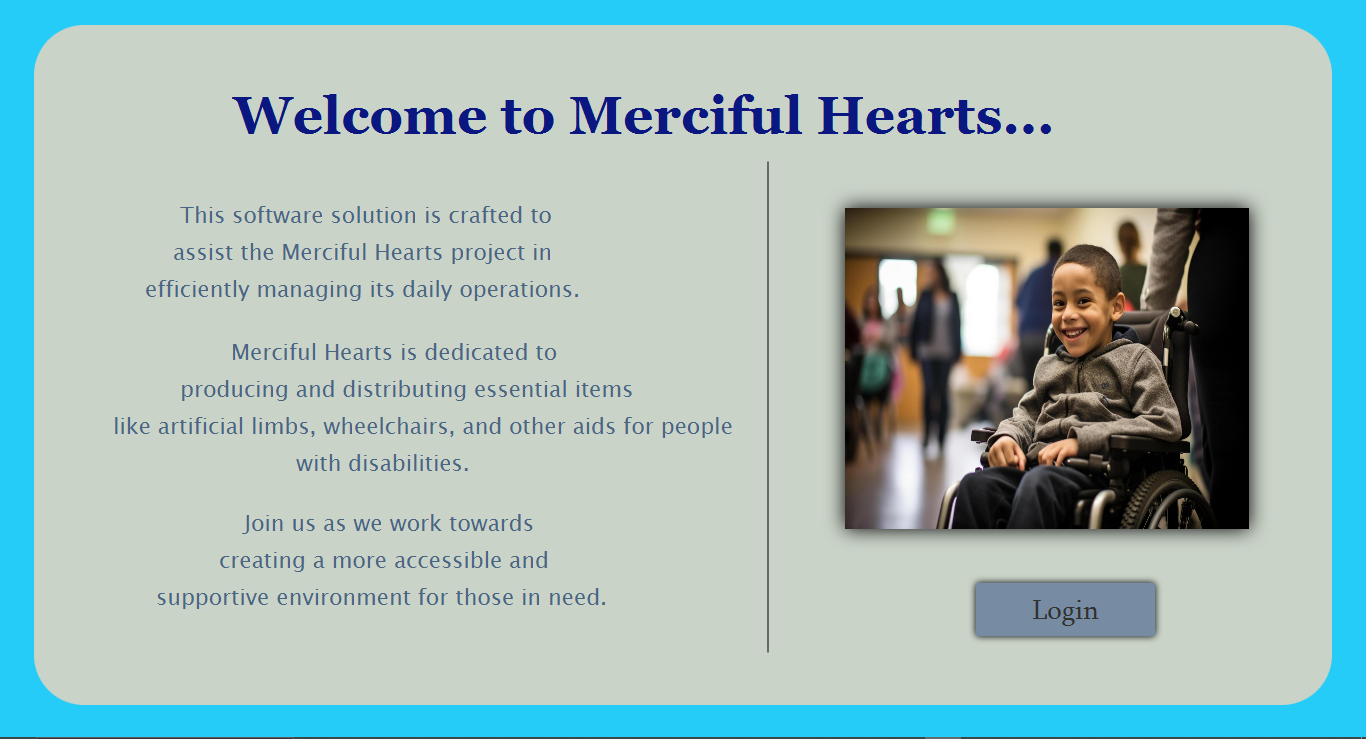 Welcome to Merciful Hearts...
This software solution is crafted to
assist the Merciful Hearts project in
efficiently managing its daily operations.
Merciful Hearts is dedicated to
producing and distributing essential items
like artificial limbs, wheelchairs, and other aids for people
with disabilities.
Join us as we work towards
creating a more accessible and
supportive environment for those in need.
Login